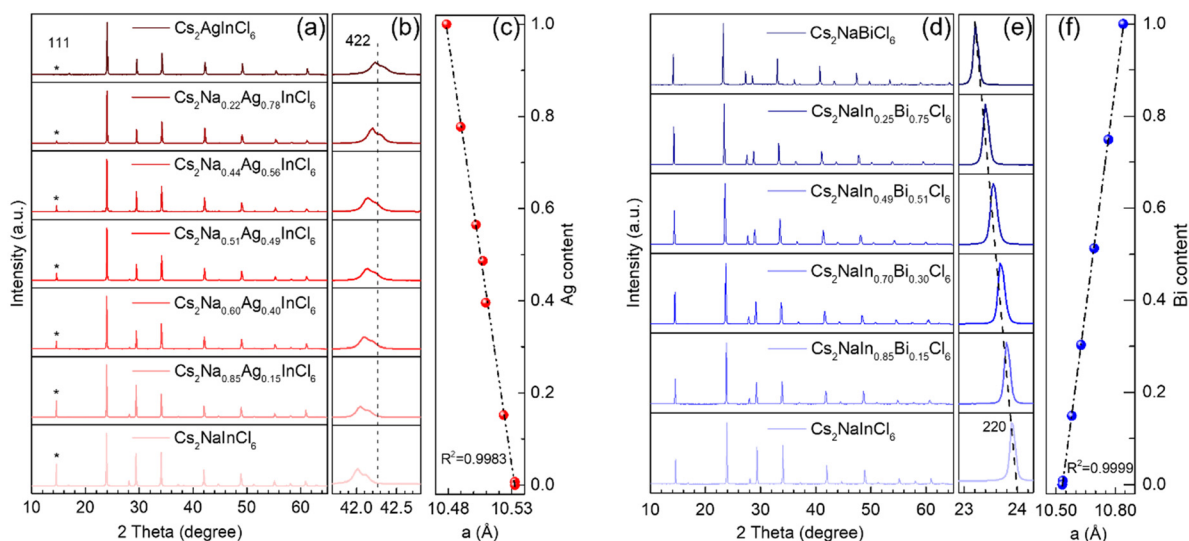 (a)
111
*
Cs2AgInCl6
*
Cs2Na0.22Ag0.78InCl6
*
Cs2Na0.44Ag0.56InCl6
*
Cs2Na0.51Ag0.49InCl6
*
Cs2Na0.60Ag0.40InCl6
*
Cs2Na0.85Ag0.15InCl6
*
Cs2NaInCl6
Intensity (a.u.)
10 20 30 40 50 60
2 Theta (degree)
(b)
422
42.0 42.5
(c)
R2=0.9983
10.48 10.53
a (Å)
1.0
0.8
0.6
0.4
0.2
0.0
Ag content
(d)
Cs2NaBiCl6
Cs2NaIn0.25Bi0.75Cl6
Cs2NaIn0.49Bi0.51Cl6
Cs2NaIn0.70Bi0.30Cl6
Cs2NaIn0.85Bi0.15Cl6
Cs2NaInCl6
Intensity (a.u.)
10 20 30 40 50 60
2 Theta (degree)
(e)
220
23 24
(f)
R2=0.9999
10.50 10.80
a (Å)
1.0
0.8
0.6
0.4
0.2
0.0
Bi content